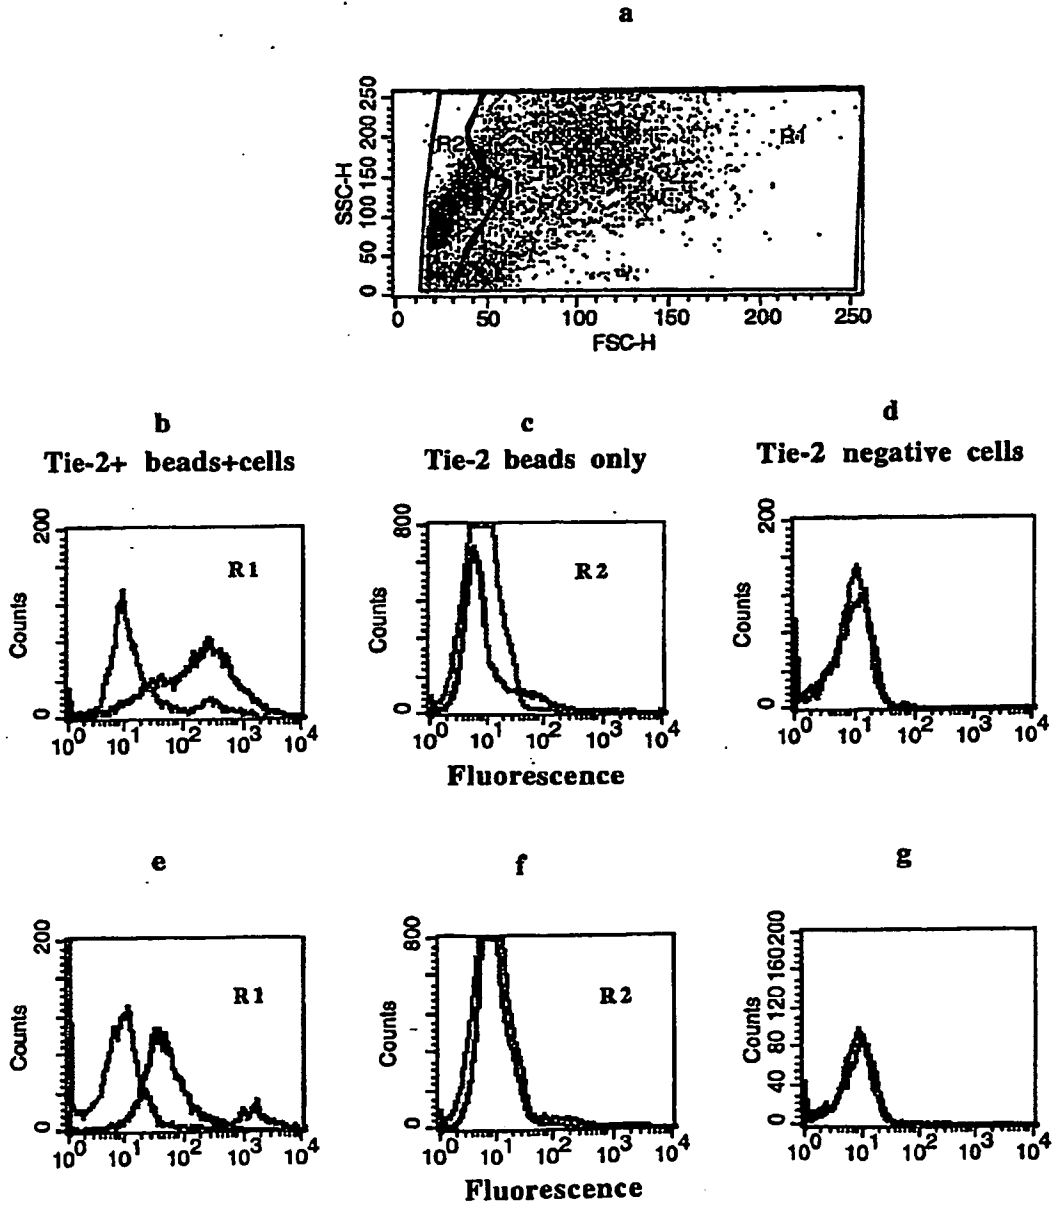 a
SSC-H
0 50 100 150 200 250
R2
R1
0 50 100 150 200 250
FSC-H
b
Tie-2+ beads+cells
c
Tie-2 beads only
d
Tie-2 negative cells
Counts
0 200
R1
10^0 10^1 10^2 10^3 10^4
Counts
0 800
R2
10^0 10^1 10^2 10^3 10^4
Counts
0 200
10^0 10^1 10^2 10^3 10^4
Fluorescence
e
f
g
Counts
0 200
R1
10^0 10^1 10^2 10^3 10^4
Counts
0 800
R2
10^0 10^1 10^2 10^3 10^4
Counts
0 40 80 120 160 200
10^0 10^1 10^2 10^3 10^4
Fluorescence